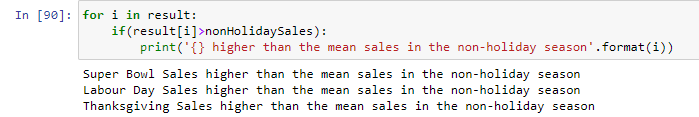 In [90]: for i in result:
if(result[i]>nonHolidaySales):
print('{} higher than the mean sales in the non-holiday season'.format(i))
Super Bowl Sales higher than the mean sales in the non-holiday season
Labour Day Sales higher than the mean sales in the non-holiday season
Thanksgiving Sales higher than the mean sales in the non-holiday season